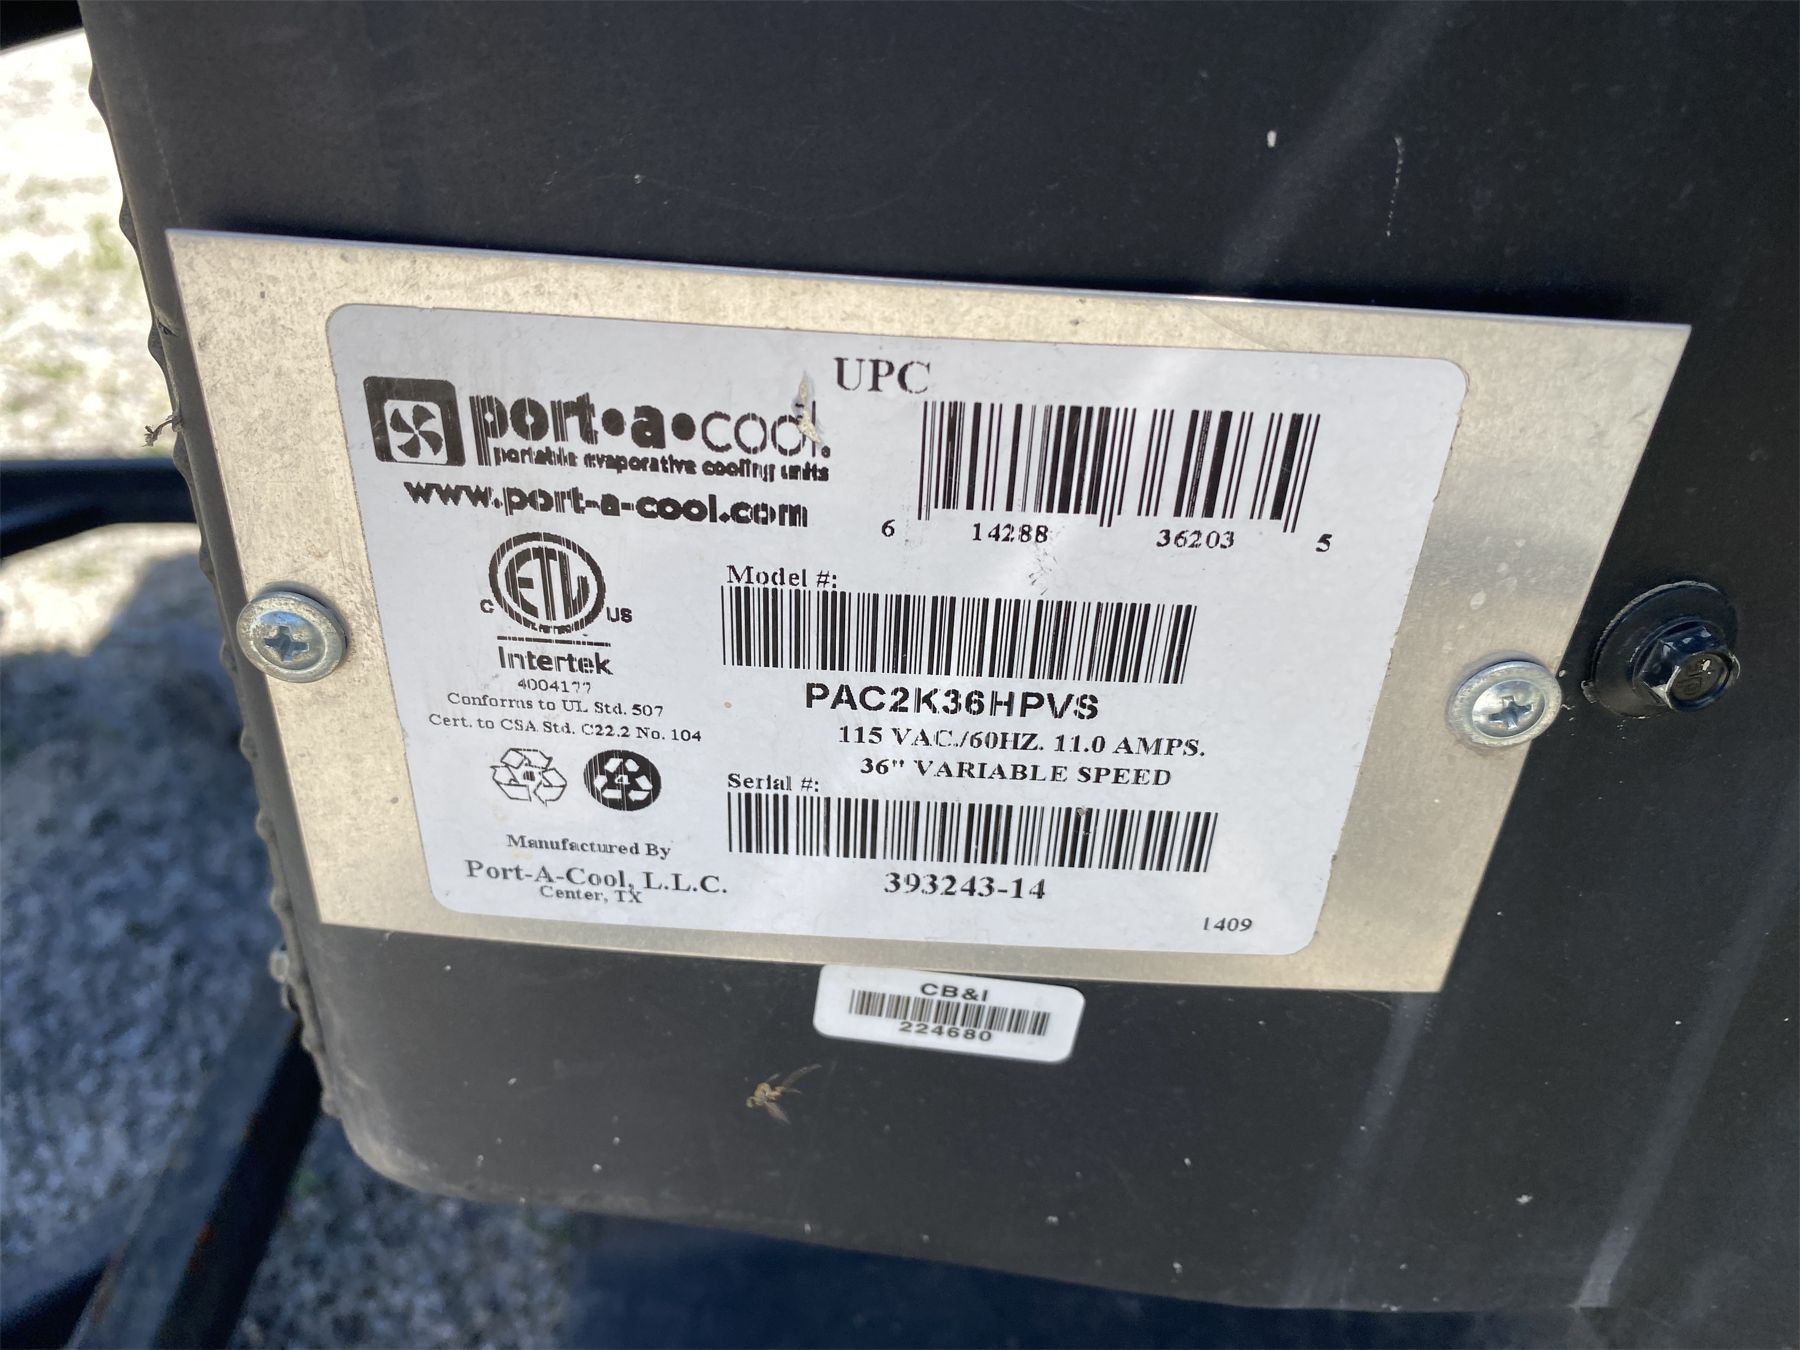 port•a•cool.
portable evaporative cooling units
www.port-a-cool.com
UPC
6 14288 36203 5
ETL
C US
Intertek
4004177
Conforms to UL Std. 507
Cert. to CSA Std. C22.2 No. 104
Model #:
PAC2K36HPVS
115 VAC./60HZ. 11.0 AMPS.
36" VARIABLE SPEED
Serial #:
393243-14
Manufactured By
Port-A-Cool, L.L.C.
Center, TX
1409
CB&I
224680